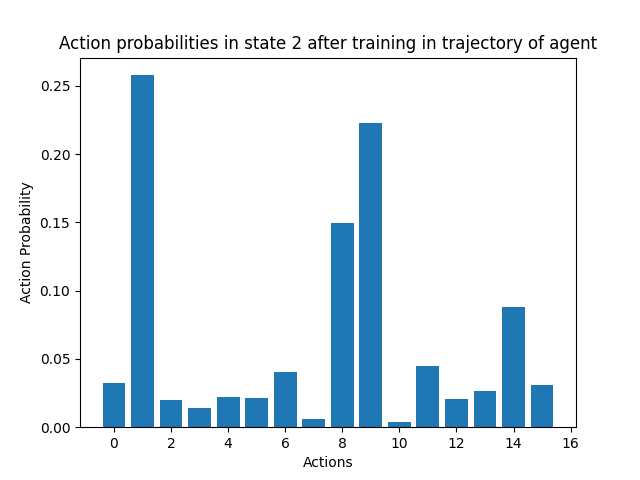 Action probabilities in state 2 after training in trajectory of agent
0.25
0.20
0.15
0.10
0.05
0.00
Action Probability
0 2 4 6 8 10 12 14 16
Actions